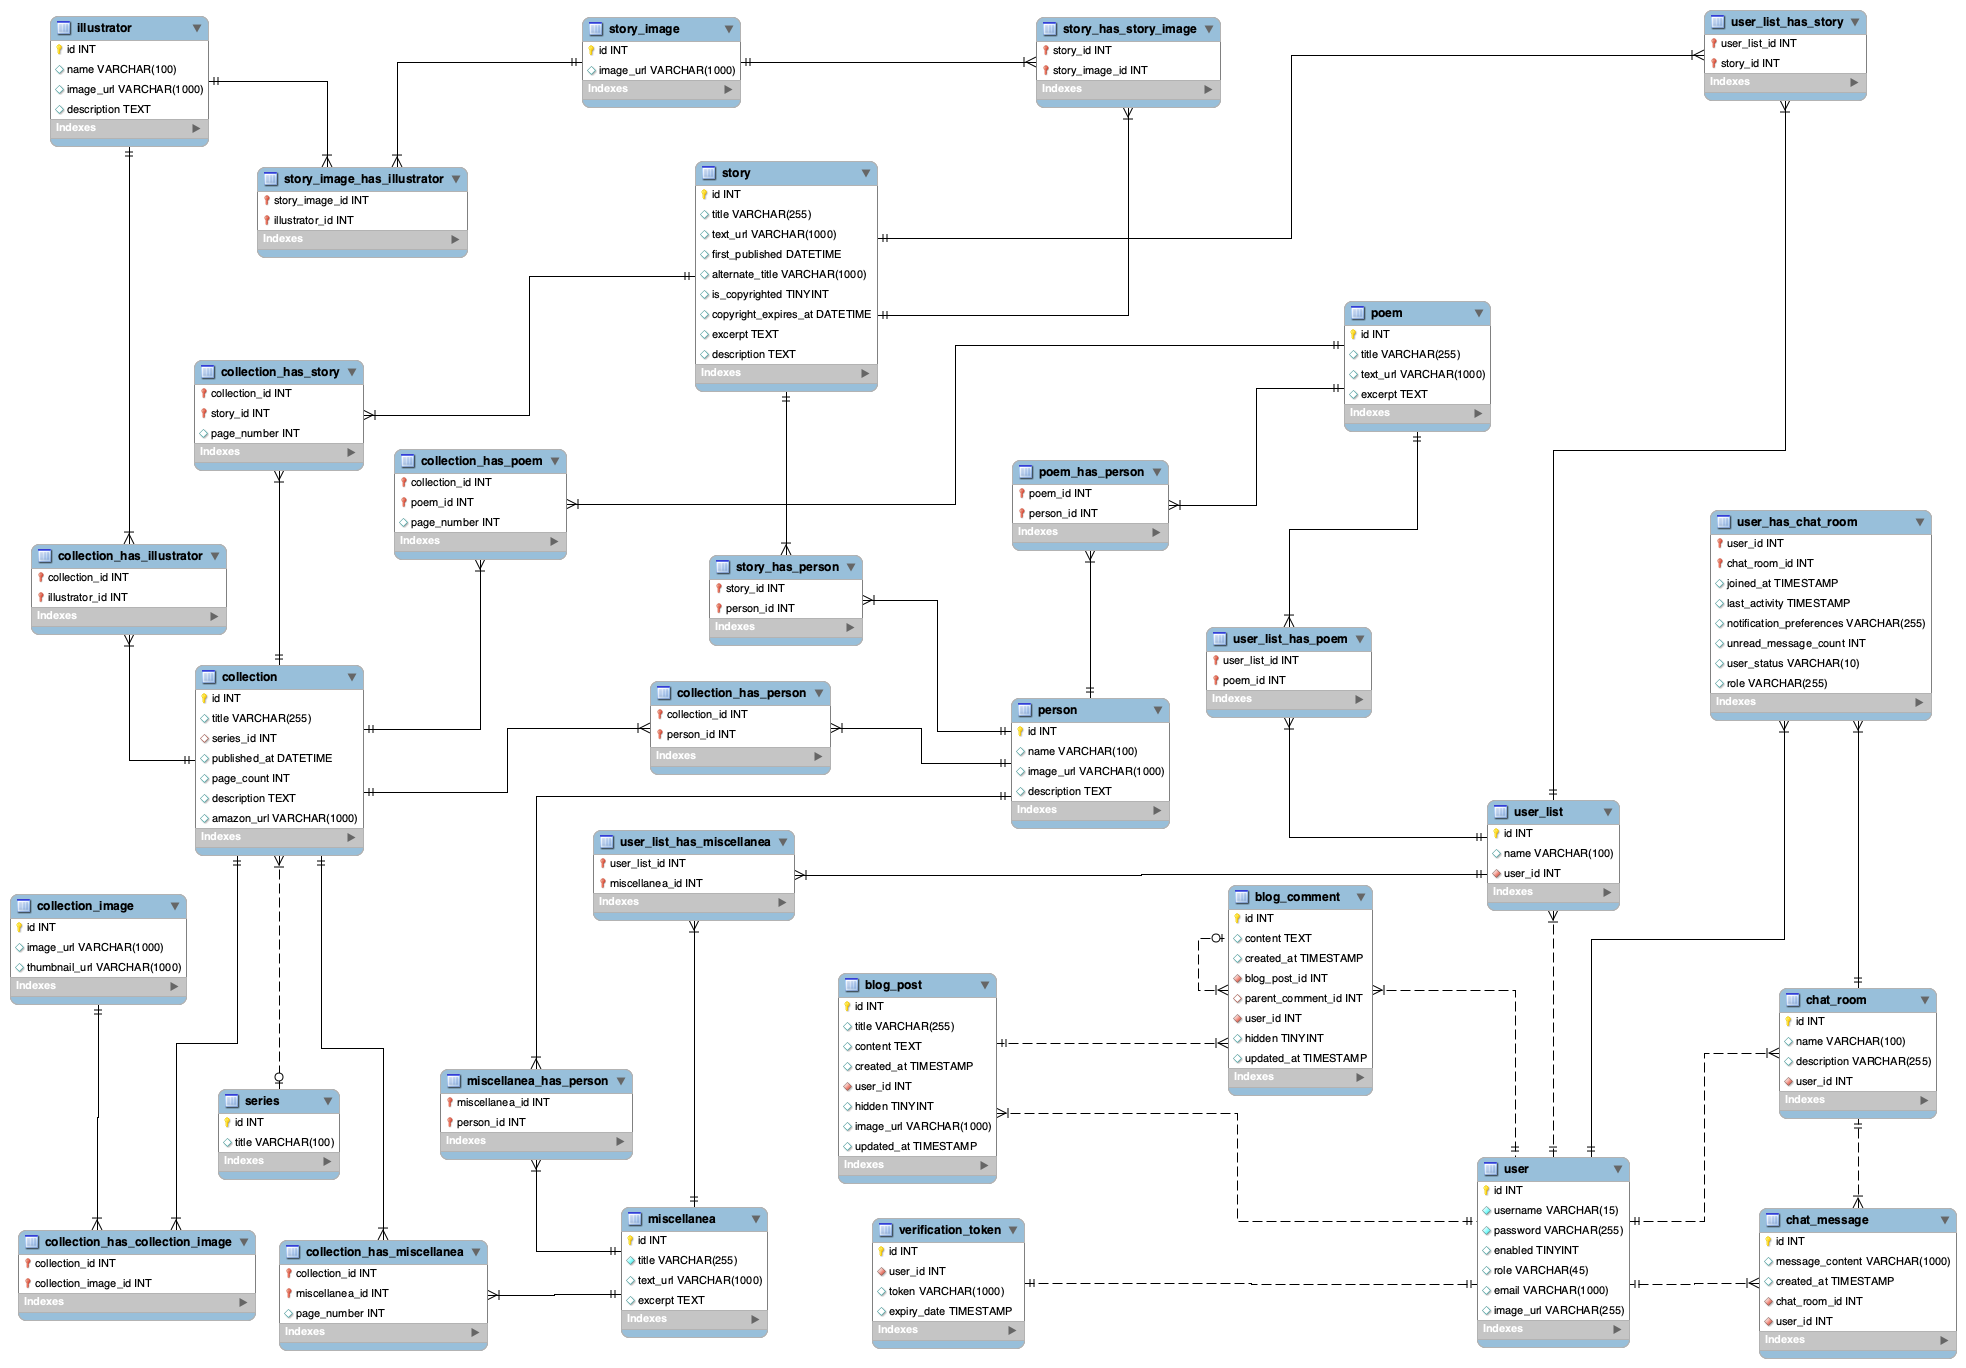 illustrator
id INT
name VARCHAR(100)
image_url VARCHAR(1000)
description TEXT
Indexes
story_image
id INT
image_url VARCHAR(1000)
Indexes
story_has_story_image
story_id INT
story_image_id INT
Indexes
user_list_has_story
user_list_id INT
story_id INT
Indexes
story_image_has_illustrator
story_image_id INT
illustrator_id INT
Indexes
story
id INT
title VARCHAR(255)
text_url VARCHAR(1000)
first_published DATETIME
alternate_title VARCHAR(1000)
is_copyrighted TINYINT
copyright_expires_at DATETIME
excerpt TEXT
description TEXT
Indexes
poem
id INT
title VARCHAR(255)
text_url VARCHAR(1000)
excerpt TEXT
Indexes
collection_has_story
collection_id INT
story_id INT
page_number INT
Indexes
collection_has_poem
collection_id INT
poem_id INT
page_number INT
Indexes
poem_has_person
poem_id INT
person_id INT
Indexes
user_has_chat_room
user_id INT
chat_room_id INT
joined_at TIMESTAMP
last_activity TIMESTAMP
notification_preferences VARCHAR(255)
unread_message_count INT
user_status VARCHAR(10)
role VARCHAR(255)
Indexes
collection_has_illustrator
collection_id INT
illustrator_id INT
Indexes
story_has_person
story_id INT
person_id INT
Indexes
user_list_has_poem
user_list_id INT
poem_id INT
Indexes
collection
id INT
title VARCHAR(255)
series_id INT
published_at DATETIME
page_count INT
description TEXT
amazon_url VARCHAR(1000)
Indexes
collection_has_person
collection_id INT
person_id INT
Indexes
person
id INT
name VARCHAR(100)
image_url VARCHAR(1000)
description TEXT
Indexes
user_list
id INT
name VARCHAR(100)
user_id INT
Indexes
user_list_has_miscellanea
user_list_id INT
miscellanea_id INT
Indexes
collection_image
id INT
image_url VARCHAR(1000)
thumbnail_url VARCHAR(1000)
Indexes
blog_comment
id INT
content TEXT
created_at TIMESTAMP
blog_post_id INT
parent_comment_id INT
user_id INT
hidden TINYINT
updated_at TIMESTAMP
Indexes
blog_post
id INT
title VARCHAR(255)
content TEXT
created_at TIMESTAMP
user_id INT
hidden TINYINT
image_url VARCHAR(1000)
updated_at TIMESTAMP
Indexes
chat_room
id INT
name VARCHAR(100)
description VARCHAR(255)
user_id INT
Indexes
series
id INT
title VARCHAR(100)
Indexes
miscellanea_has_person
miscellanea_id INT
person_id INT
Indexes
user
id INT
username VARCHAR(15)
password VARCHAR(255)
enabled TINYINT
role VARCHAR(45)
email VARCHAR(1000)
image_url VARCHAR(255)
Indexes
collection_has_collection_image
collection_id INT
collection_image_id INT
Indexes
collection_has_miscellanea
collection_id INT
miscellanea_id INT
page_number INT
Indexes
miscellanea
id INT
title VARCHAR(255)
text_url VARCHAR(1000)
excerpt TEXT
Indexes
verification_token
id INT
user_id INT
token VARCHAR(1000)
expiry_date TIMESTAMP
Indexes
chat_message
id INT
message_content VARCHAR(1000)
created_at TIMESTAMP
chat_room_id INT
user_id INT
Indexes